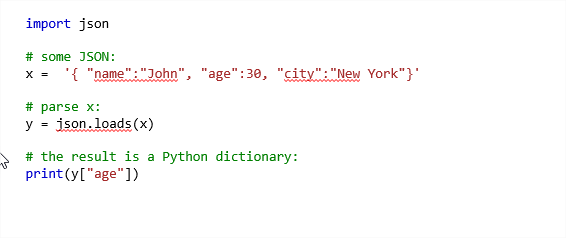 import json
# some JSON:
x =  '{ "name":"John", "age":30, "city":"New York"}'
# parse x:
y = json.loads(x)
# the result is a Python dictionary:
print(y["age"])